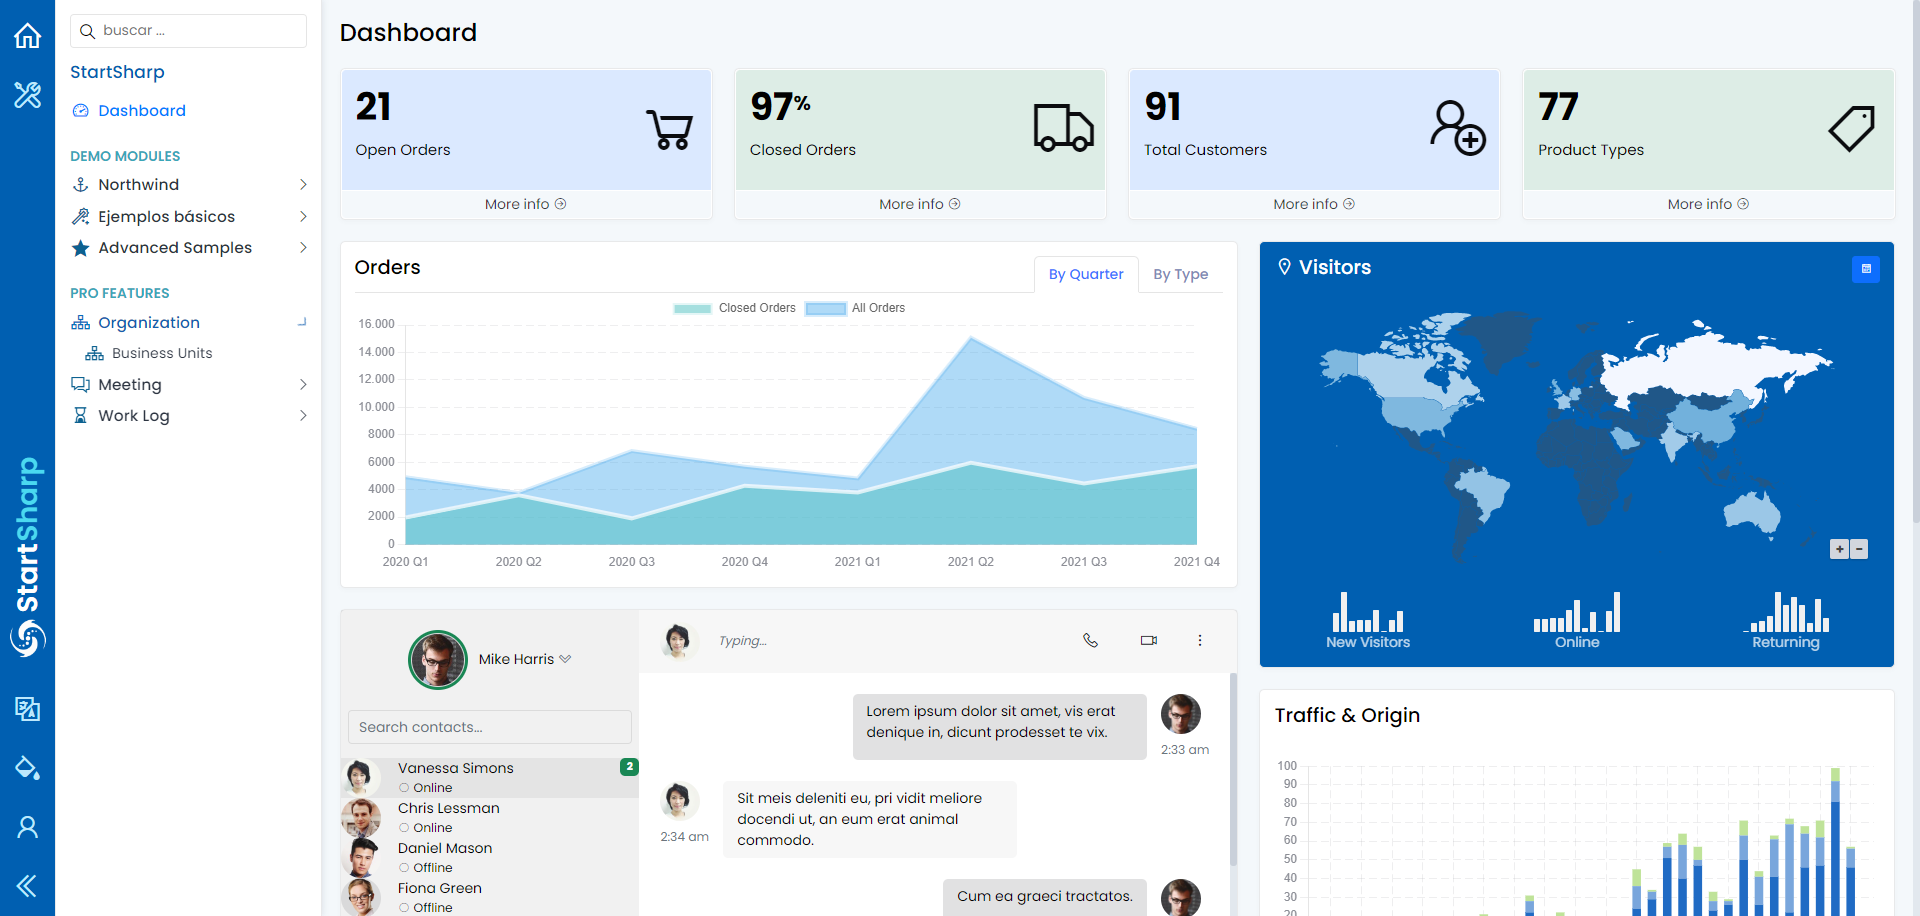 StartSharp
buscar ...
StartSharp
Dashboard
DEMO MODULES
Northwind
Ejemplos básicos
Advanced Samples
PRO FEATURES
Organization
Business Units
Meeting
Work Log
Dashboard
21
Open Orders
More info
97%
Closed Orders
More info
91
Total Customers
More info
77
Product Types
More info
Orders
By Quarter
By Type
Closed Orders
All Orders
16.000
14.000
12.000
10.000
8000
6000
4000
2000
0
2020 Q1
2020 Q2
2020 Q3
2020 Q4
2021 Q1
2021 Q2
2021 Q3
2021 Q4
Visitors
+
−
New Visitors
Online
Returning
Mike Harris
Search contacts...
Vanessa Simons
2
Online
Chris Lessman
Online
Daniel Mason
Offline
Fiona Green
Offline
Typing...
Lorem ipsum dolor sit amet, vis erat
denique in, dicunt prodesset te vix.
2:33 am
Sit meis deleniti eu, pri vidit meliore
docendi ut, an eum erat animal
commodo.
2:34 am
Cum ea graeci tractatos.
Traffic & Origin
100
90
80
70
60
50
40
30
20